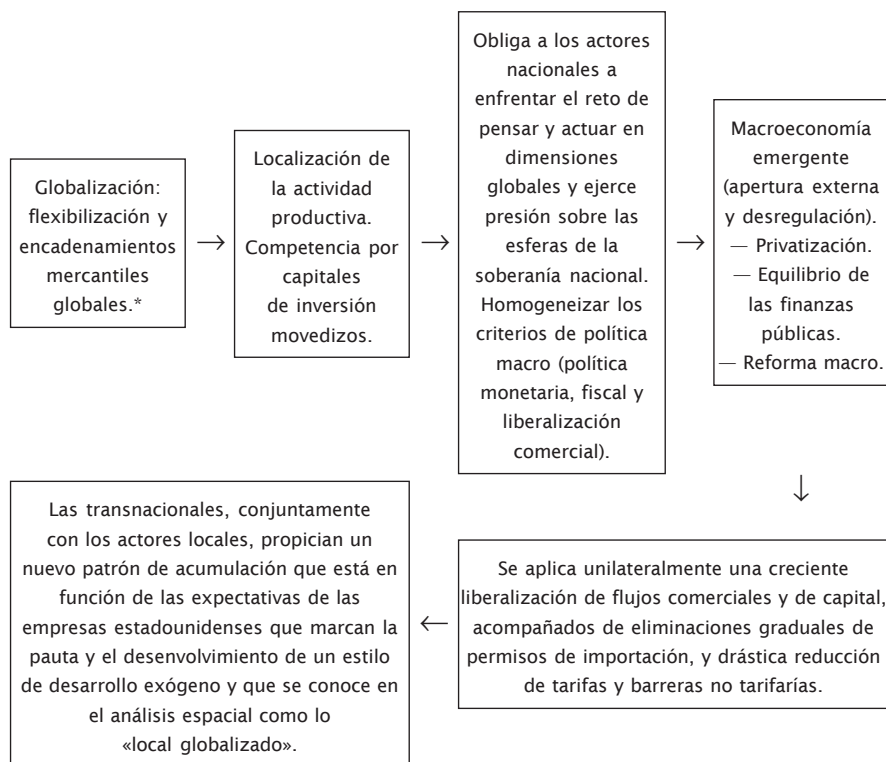 Globalización:
flexibilización y
encadenamientos
mercantiles
globales.*
→
Localización de
la actividad
productiva.
Competencia por
capitales
de inversión
movedizos.
→
Obliga a los actores
nacionales a
enfrentar el reto de
pensar y actuar en
dimensiones
globales y ejerce
presión sobre las
esferas de la
soberanía nacional.
Homogeneizar los
criterios de política
macro (política
monetaria, fiscal y
liberalización
comercial).
→
Macroeconomía
emergente
(apertura externa
y desregulación).
— Privatización.
— Equilibrio de
las finanzas
públicas.
— Reforma macro.
↓
Se aplica unilateralmente una creciente
liberalización de flujos comerciales y de capital,
acompañados de eliminaciones graduales de
permisos de importación, y drástica reducción
de tarifas y barreras no tarifarías.
←
Las transnacionales, conjuntamente
con los actores locales, propician un
nuevo patrón de acumulación que está en
función de las expectativas de las
empresas estadounidenses que marcan la
pauta y el desenvolvimiento de un estilo
de desarrollo exógeno y que se conoce en
el análisis espacial como lo
«local globalizado».